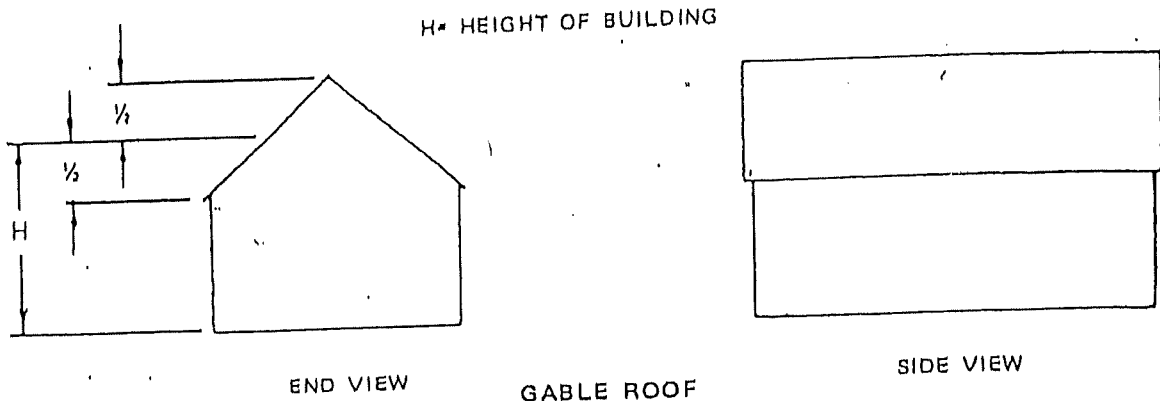 H= HEIGHT OF BUILDING
½
½
H
END VIEW
SIDE VIEW
GABLE ROOF